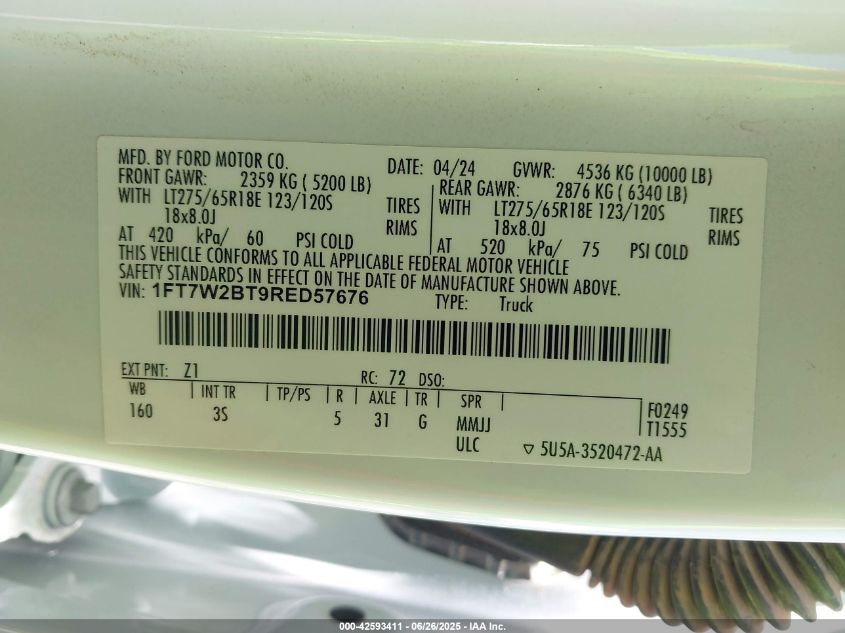 MFD. BY FORD MOTOR CO.
DATE: 04/24 GVWR: 4536 KG (10000 LB)
FRONT GAWR: 2359 KG ( 5200 LB)
WITH LT275/65R18E 123/120S TIRES
18x8.0J RIMS
AT 420 kPa/ 60 PSI COLD
REAR GAWR: 2876 KG ( 6340 LB)
WITH LT275/65R18E 123/120S TIRES
18x8.0J RIMS
AT 520 kPa/ 75 PSI COLD
THIS VEHICLE CONFORMS TO ALL APPLICABLE FEDERAL MOTOR VEHICLE
SAFETY STANDARDS IN EFFECT ON THE DATE OF MANUFACTURE SHOWN ABOVE.
VIN: 1FT7W2BT9RED57676 TYPE: Truck
EXT PNT: Z1 RC: 72 DSO:
WB | INT TR | TP/PS | R | AXLE | TR | SPR |
160 3S 5 31 G MMJJ
ULC
F0249
T1555
▽ 5U5A-3520472-AA
000-42593411 - 06/26/2025 - IAA Inc.